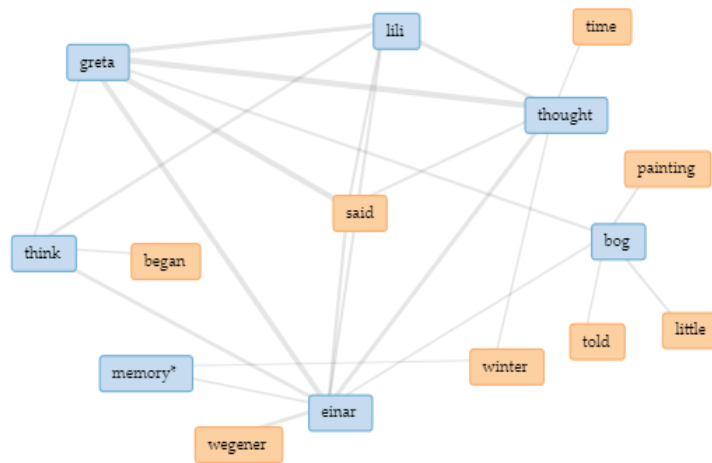 time
lili
greta
thought
painting
said
bog
think
began
little
told
winter
memory*
einar
wegener